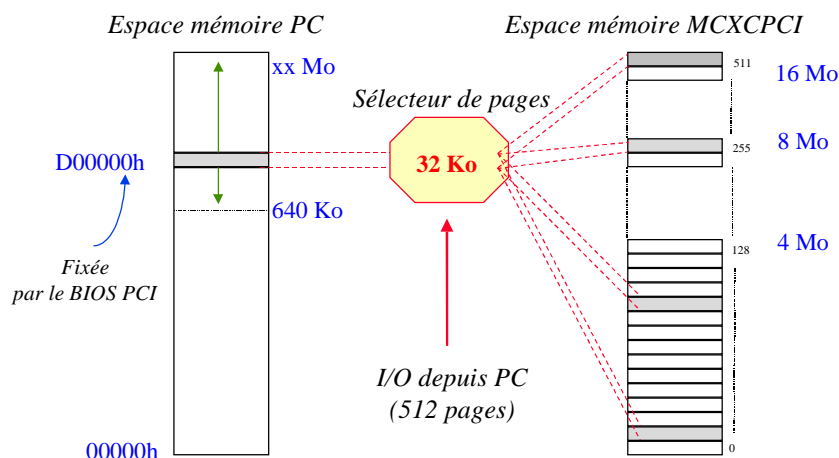 Espace mémoire PC
Espace mémoire MCXCPCI
xx Mo
511
16 Mo
Sélecteur de pages
D00000h
32 Ko
255
8 Mo
640 Ko
4 Mo
128
Fixée
par le BIOS PCI
I/O depuis PC
(512 pages)
00000h
0